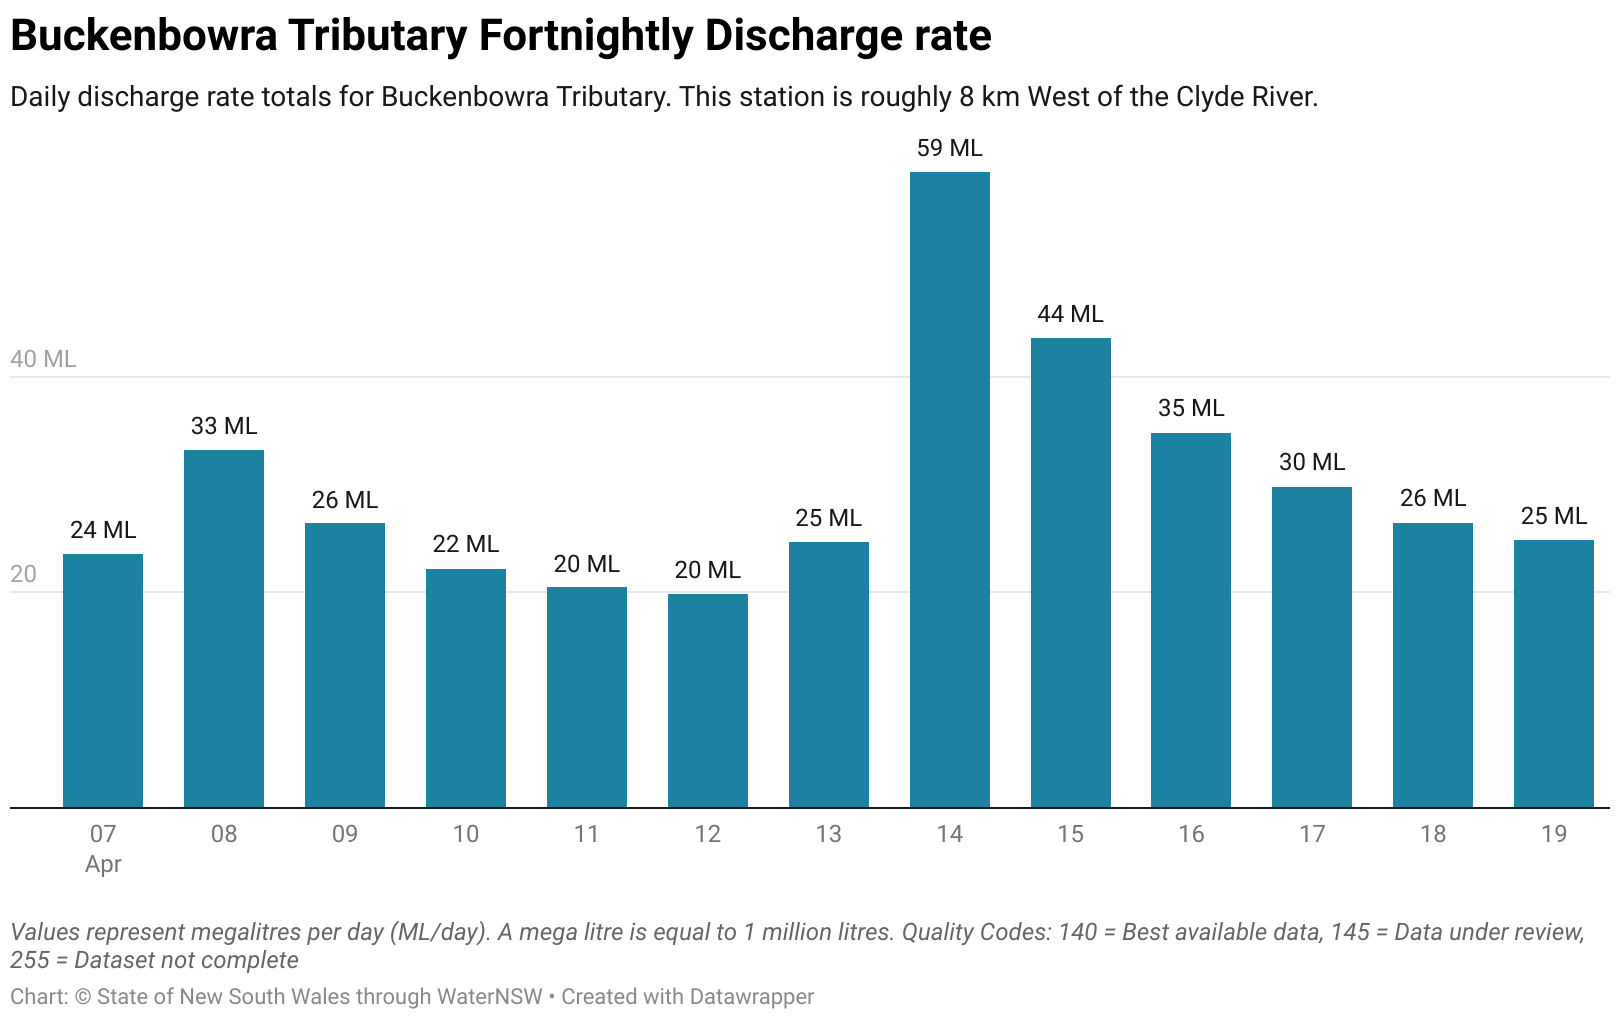 Buckenbowra Tributary Fortnightly Discharge rate
Daily discharge rate totals for Buckenbowra Tributary. This station is roughly 8 km West of the Clyde River.
59 ML
44 ML
40 ML
35 ML
33 ML
30 ML
26 ML
26 ML
25 ML
25 ML
24 ML
22 ML
20 ML
20 ML
20
07 08 09 10 11 12 13 14 15 16 17 18 19
Apr
Values represent megalitres per day (ML/day). A mega litre is equal to 1 million litres. Quality Codes: 140 = Best available data, 145 = Data under review,
255 = Dataset not complete
Chart: © State of New South Wales through WaterNSW • Created with Datawrapper